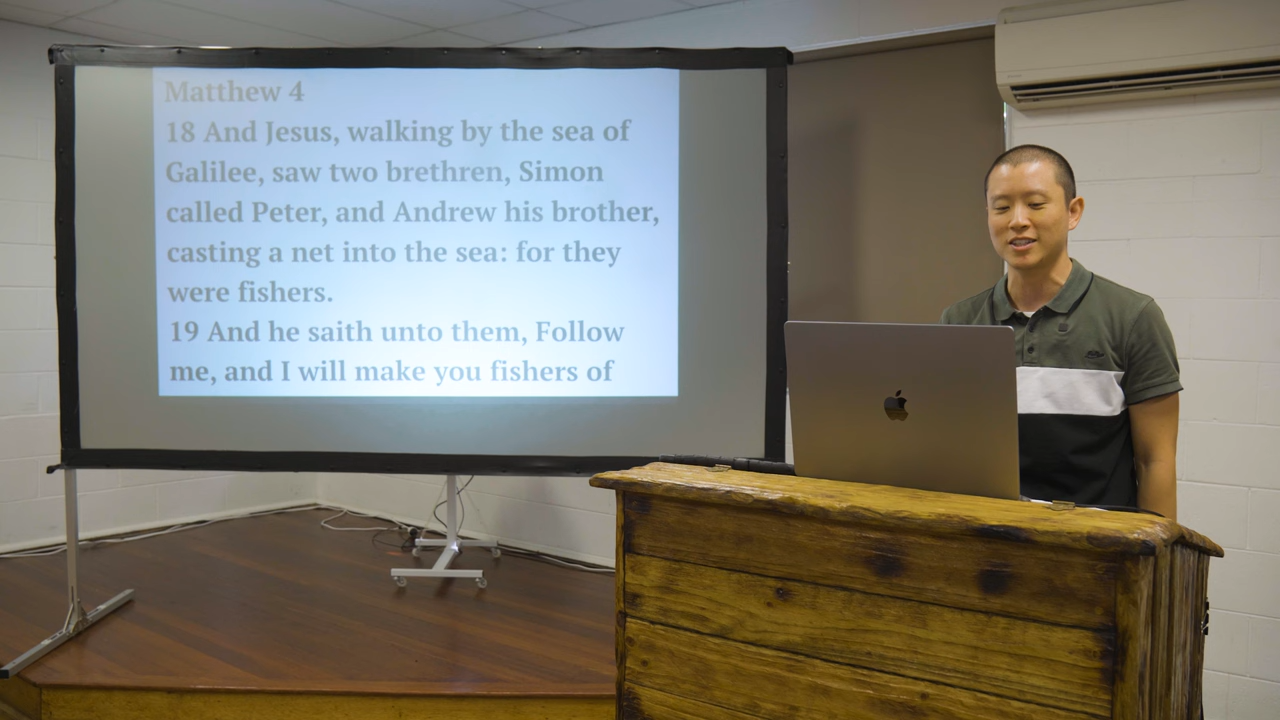 Matthew 4
18 And Jesus, walking by the sea of
Galilee, saw two brethren, Simon
called Peter, and Andrew his brother,
casting a net into the sea: for they
were fishers.
19 And he saith unto them, Follow
me, and I will make you fishers of